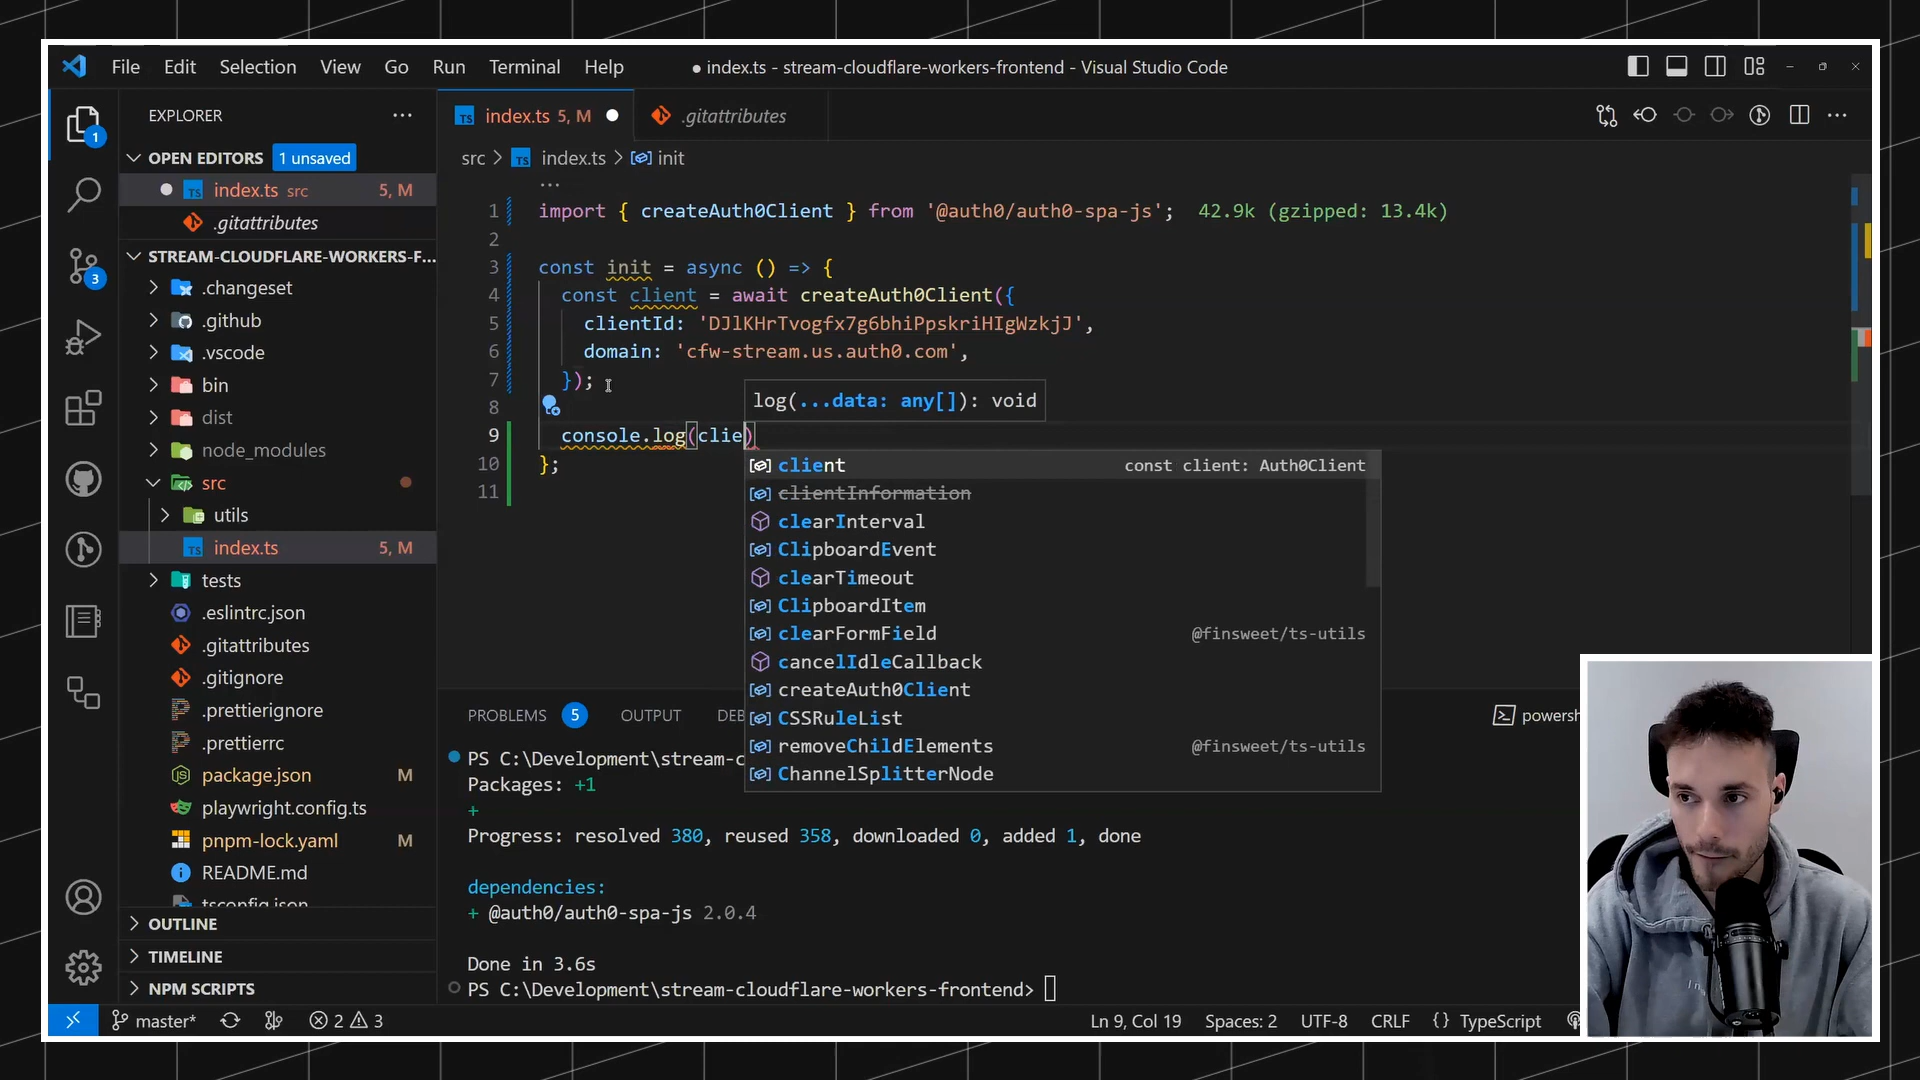 File Edit Selection View Go Run Terminal Help
● index.ts - stream-cloudflare-workers-frontend - Visual Studio Code
EXPLORER
OPEN EDITORS 1 unsaved
index.ts src 5, M
.gitattributes
STREAM-CLOUDFLARE-WORKERS-F...
.changeset
.github
.vscode
bin
dist
node_modules
src
utils
index.ts 5, M
tests
.eslintrc.json
.gitattributes
.gitignore
.prettierignore
.prettierrc
package.json M
playwright.config.ts
pnpm-lock.yaml M
README.md
tsconfig.json
OUTLINE
TIMELINE
NPM SCRIPTS
1
3
index.ts 5, M
.gitattributes
src > index.ts > init
1 import { createAuth0Client } from '@auth0/auth0-spa-js'; 42.9k (gzipped: 13.4k)
2
3 const init = async () => {
4 const client = await createAuth0Client({
5 clientId: 'DJlKHrTvogfx7g6bhiPpskriHIgWzkjJ',
6 domain: 'cfw-stream.us.auth0.com',
7 });
8
9 console.log(clie)
10 };
11
log(...data: any[]): void
client const client: Auth0Client
clientInformation
clearInterval
ClipboardEvent
clearTimeout
ClipboardItem
clearFormField @finsweet/ts-utils
cancelIdleCallback
createAuth0Client
CSSRuleList
removeChildElements @finsweet/ts-utils
ChannelSplitterNode
PROBLEMS 5 OUTPUT DEB
powersh
PS C:\Development\stream-c
Packages: +1
+
Progress: resolved 380, reused 358, downloaded 0, added 1, done
dependencies:
+ @auth0/auth0-spa-js 2.0.4
Done in 3.6s
PS C:\Development\stream-cloudflare-workers-frontend>
master* 2 3
Ln 9, Col 19 Spaces: 2 UTF-8 CRLF {} TypeScript